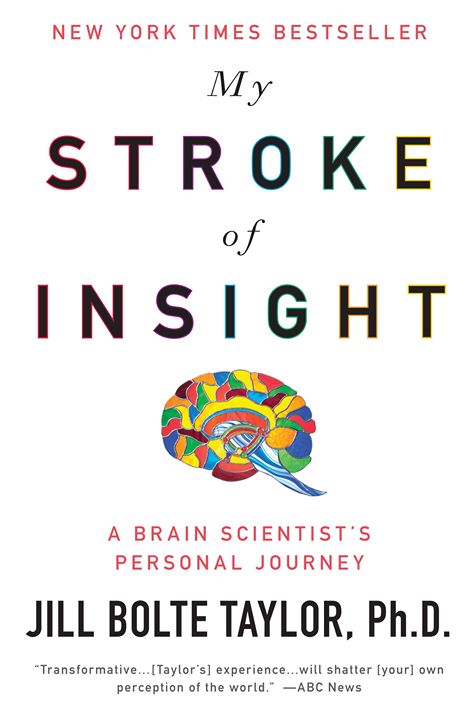 NEW YORK TIMES BESTSELLER
My
STROKE
of
INSIGHT
A BRAIN SCIENTIST'S
PERSONAL JOURNEY
JILL BOLTE TAYLOR, Ph.D.
“Transformative...[Taylor's] experience...will shatter [your] own
perception of the world.” —ABC News